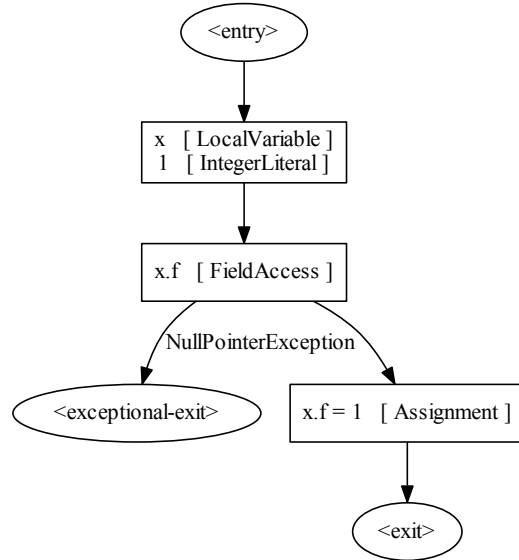 <entry>
x [ LocalVariable ]
1 [ IntegerLiteral ]
x.f [ FieldAccess ]
NullPointerException
<exceptional-exit>
x.f = 1 [ Assignment ]
<exit>